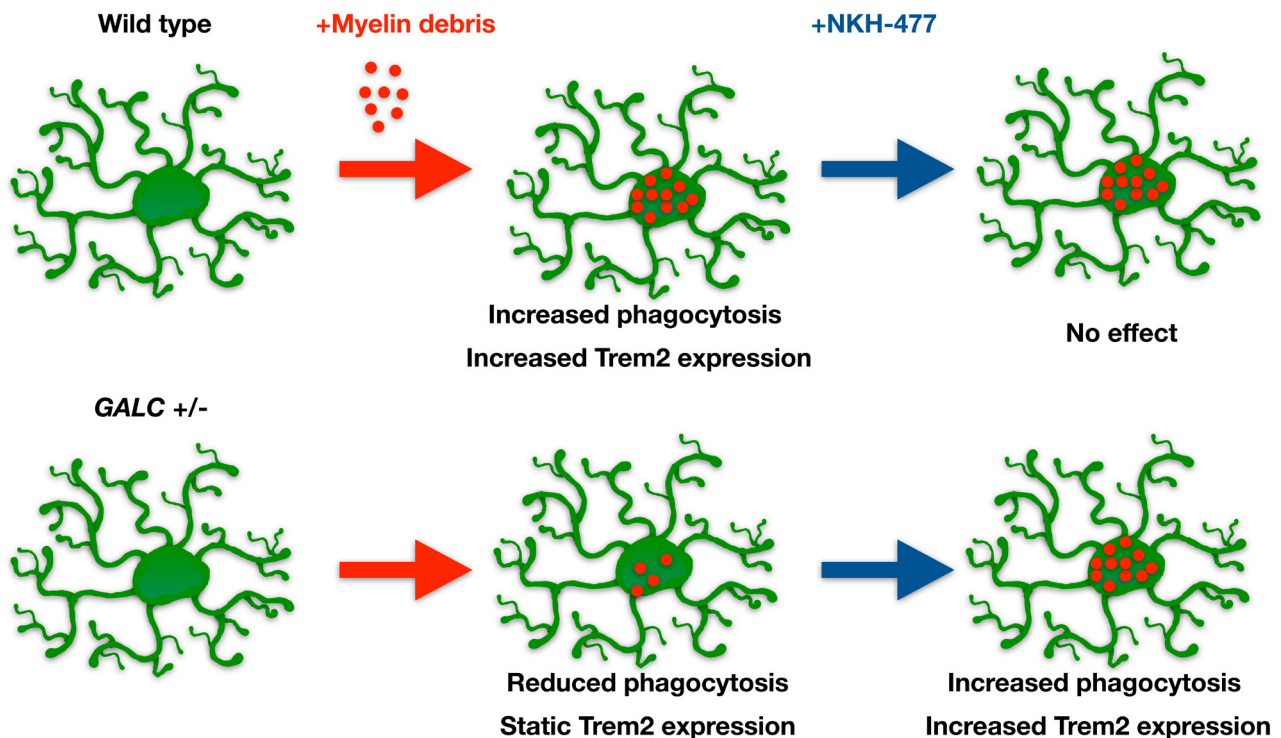 Wild type
+Myelin debris
+NKH-477
Increased phagocytosis
Increased Trem2 expression
No effect
GALC +/-
Reduced phagocytosis
Static Trem2 expression
Increased phagocytosis
Increased Trem2 expression